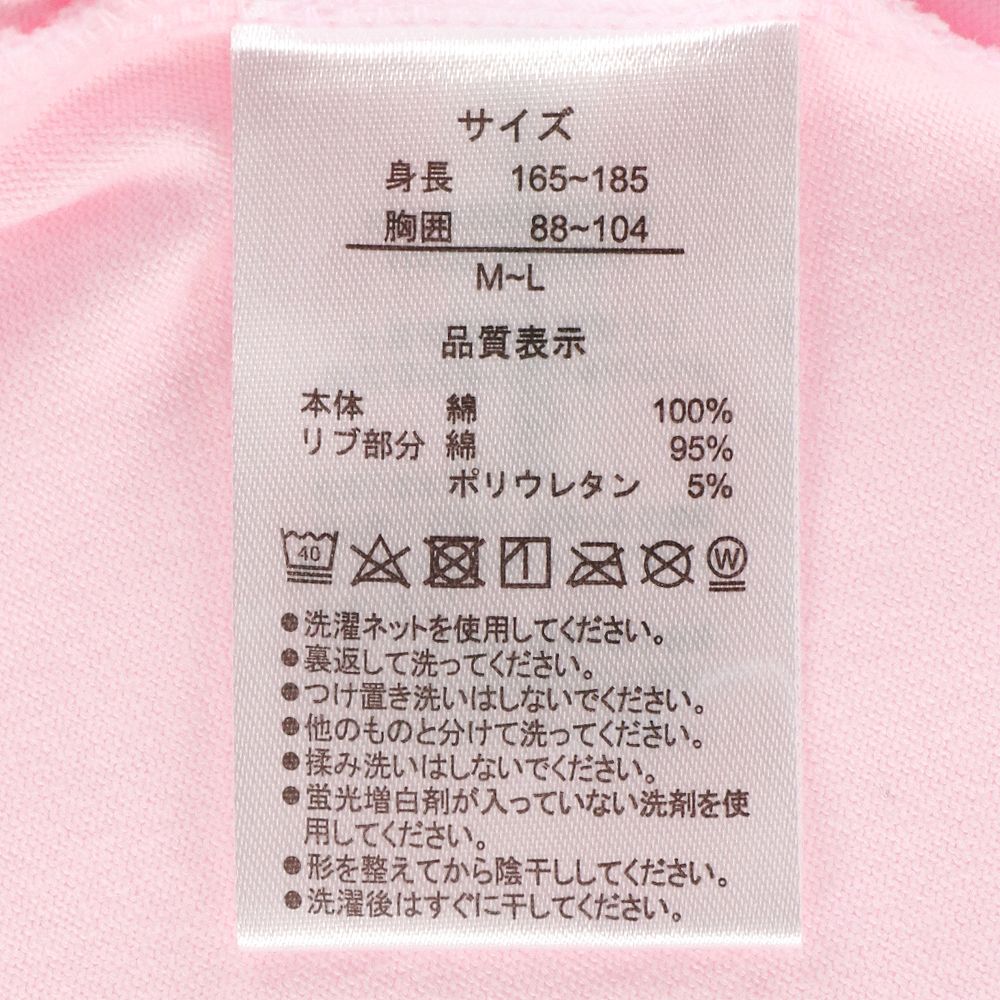 サイズ
身長 165~185
胸囲 88~104
M~L
品質表示
本体 綿 100%
リブ部分 綿 95%
ポリウレタン 5%
40 W
●洗濯ネットを使用してください。
●裏返して洗ってください。
●つけ置き洗いはしないでください。
●他のものと分けて洗ってください。
●揉み洗いはしないでください。
●蛍光増白剤が入っていない洗剤を使
用してください。
●形を整えてから陰干ししてください。
●洗濯後はすぐに干してください。